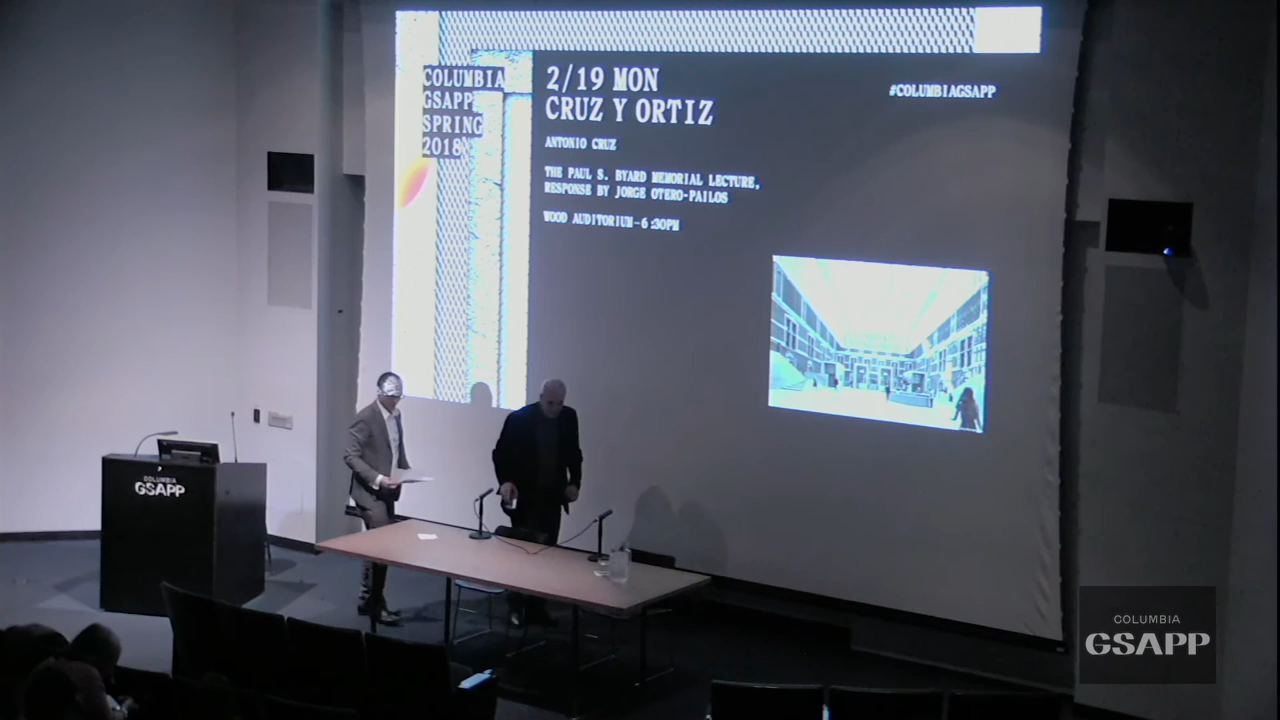 COLUMBIA
GSAPP
SPRING
2018
2/19 MON
CRUZ Y ORTIZ
ANTONIO CRUZ
THE PAUL S. BYARD MEMORIAL LECTURE,
RESPONSE BY JORGE OTERO-PAILOS
WOOD AUDITORIUM-6:30PM
#COLUMBIAGSAPP
COLUMBIA
GSAPP
COLUMBIA
GSAPP